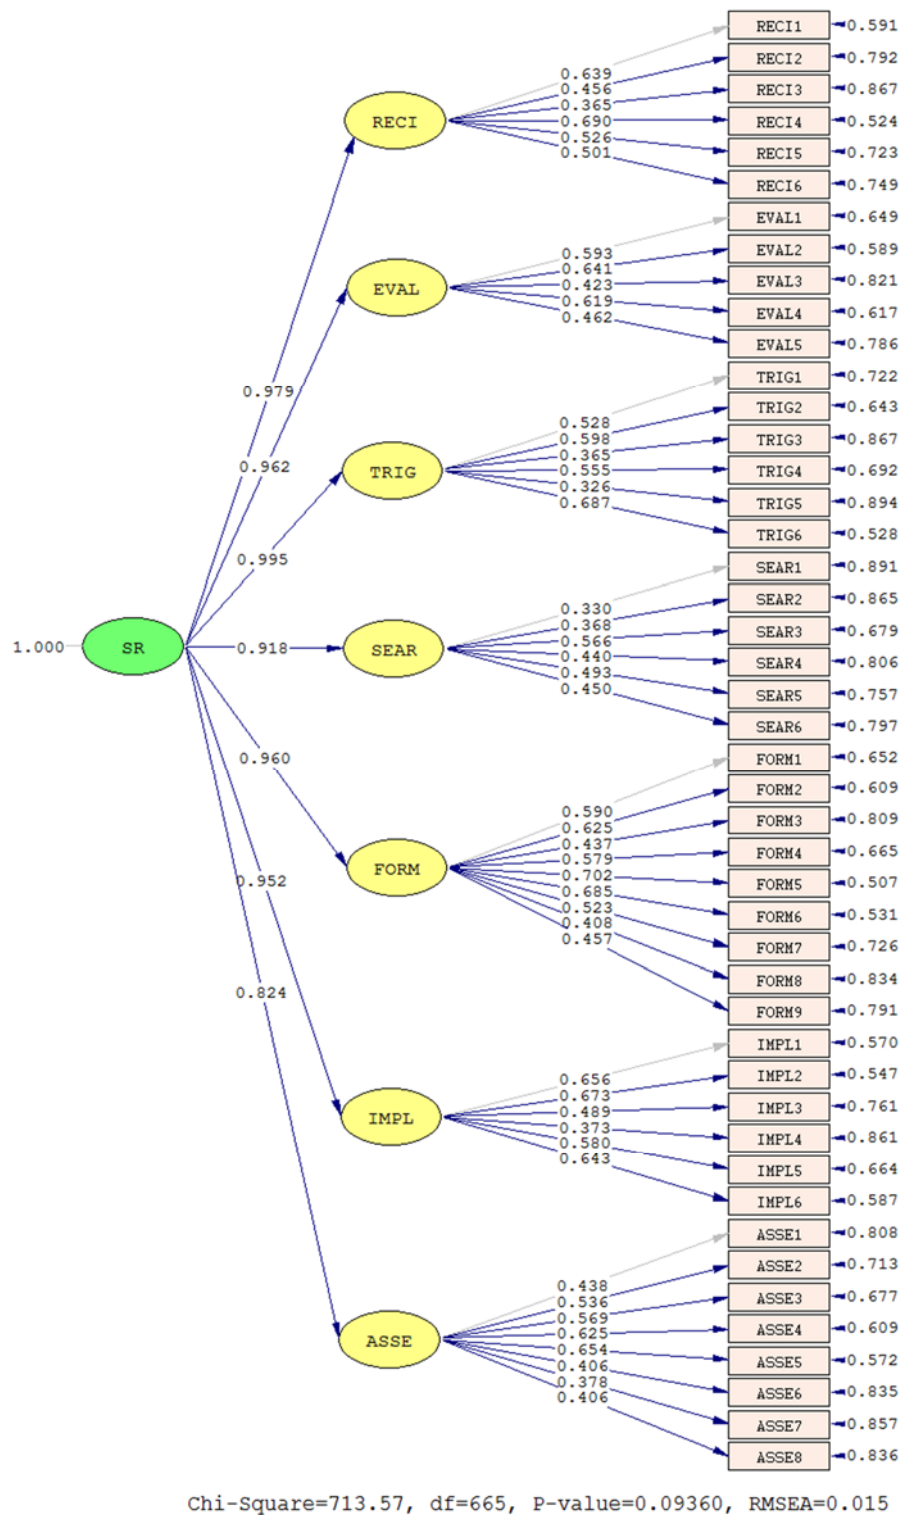 RECI1 0.591
RECI2 0.792
0.639
0.456
RECI3 0.867
0.365
RECI
0.690
RECI4 0.524
0.526
0.501
RECI5 0.723
RECI6 0.749
EVAL1 0.649
0.593
EVAL2 0.589
0.641
EVAL
0.423
EVAL3 0.821
0.619
0.462
EVAL4 0.617
EVAL5 0.786
TRIG1 0.722
0.979
TRIG2 0.643
0.528
0.598
TRIG3 0.867
0.365
0.962
TRIG
0.555
TRIG4 0.692
0.326
0.687
TRIG5 0.894
TRIG6 0.528
0.995
SEAR1 0.891
SEAR2 0.865
0.330
0.368
SEAR3 0.679
1.000
SR
0.918
SEAR
0.566
0.440
SEAR4 0.806
0.493
0.450
SEAR5 0.757
SEAR6 0.797
0.960
FORM1 0.652
FORM2 0.609
0.590
0.625
FORM3 0.809
0.437
FORM4 0.665
0.579
FORM
0.702
FORM5 0.507
0.952
0.685
0.523
FORM6 0.531
0.408
0.457
FORM7 0.726
FORM8 0.834
0.824
FORM9 0.791
IMPL1 0.570
0.656
IMPL2 0.547
0.673
0.489
IMPL3 0.761
IMPL
0.373
IMPL4 0.861
0.580
0.643
IMPL5 0.664
IMPL6 0.587
ASSE1 0.808
ASSE2 0.713
0.438
0.536
ASSE3 0.677
0.569
ASSE
0.625
ASSE4 0.609
0.654
ASSE5 0.572
0.406
0.378
ASSE6 0.835
0.406
ASSE7 0.857
ASSE8 0.836
Chi-Square=713.57, df=665, P-value=0.09360, RMSEA=0.015